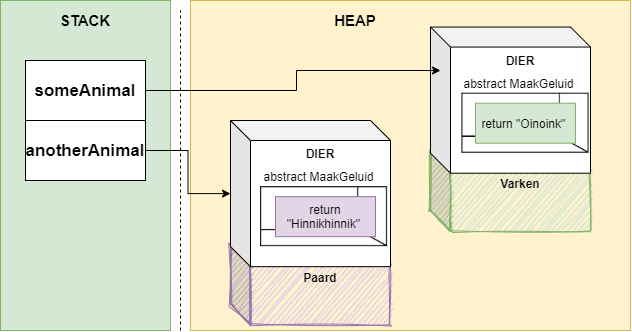 STACK
HEAP
someAnimal
anotherAnimal
DIER
abstract MaakGeluid
return "Oinoink"
Varken
DIER
abstract MaakGeluid
return
"Hinnikhinnik"
Paard